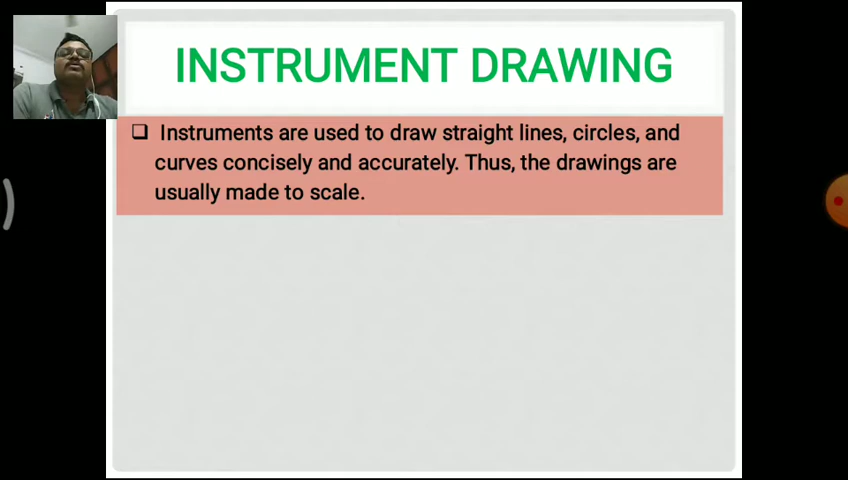 INSTRUMENT DRAWING
Instruments are used to draw straight lines, circles, and
curves concisely and accurately. Thus, the drawings are
usually made to scale.